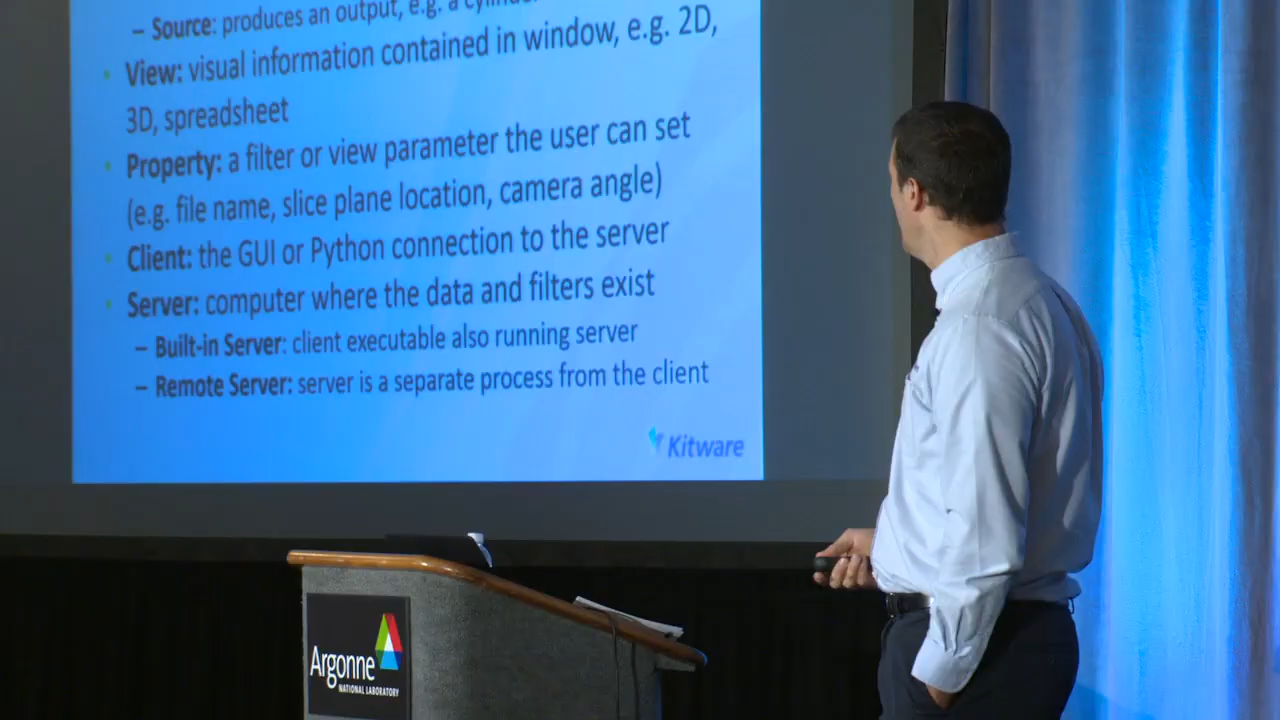 – Source: produces an output, e.g. a cylinder
• View: visual information contained in window, e.g. 2D,
3D, spreadsheet
• Property: a filter or view parameter the user can set
(e.g. file name, slice plane location, camera angle)
• Client: the GUI or Python connection to the server
• Server: computer where the data and filters exist
– Built-in Server: client executable also running server
– Remote Server: server is a separate process from the client
Kitware
Argonne
NATIONAL LABORATORY